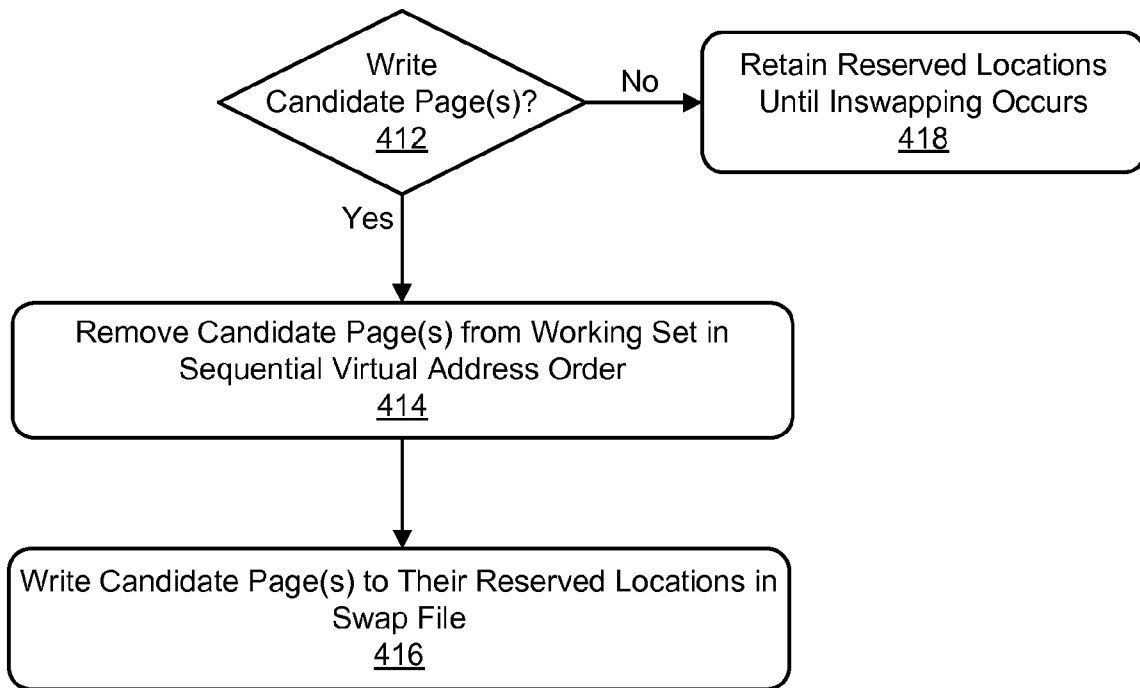 Write
Candidate Page(s)?
412
No
Retain Reserved Locations
Until Inswapping Occurs
418
Yes
Remove Candidate Page(s) from Working Set in
Sequential Virtual Address Order
414
Write Candidate Page(s) to Their Reserved Locations in
Swap File
416